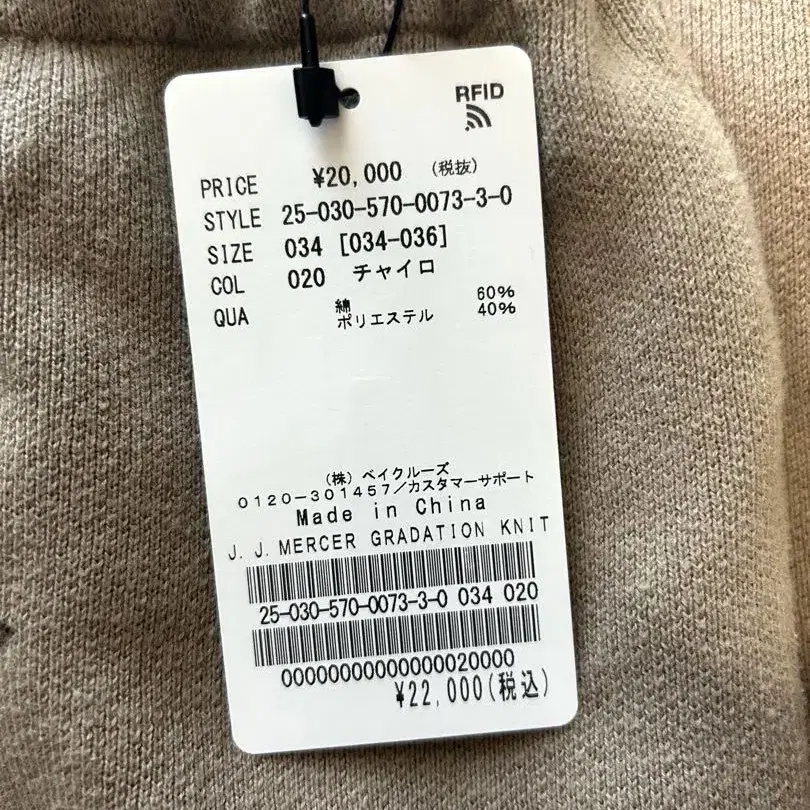 RFID
PRICE ¥20,000 (税抜)
STYLE 25-030-570-0073-3-0
SIZE 034 [034-036]
COL 020 チャイロ
QUA 綿 60%
ポリエステル 40%
(株) ベイクルーズ
0120-301457/カスタマーサポート
Made in China
J. J. MERCER GRADATION KNIT
25-030-570-0073-3-0 034 020
00000000000000020000
¥22,000(税込)